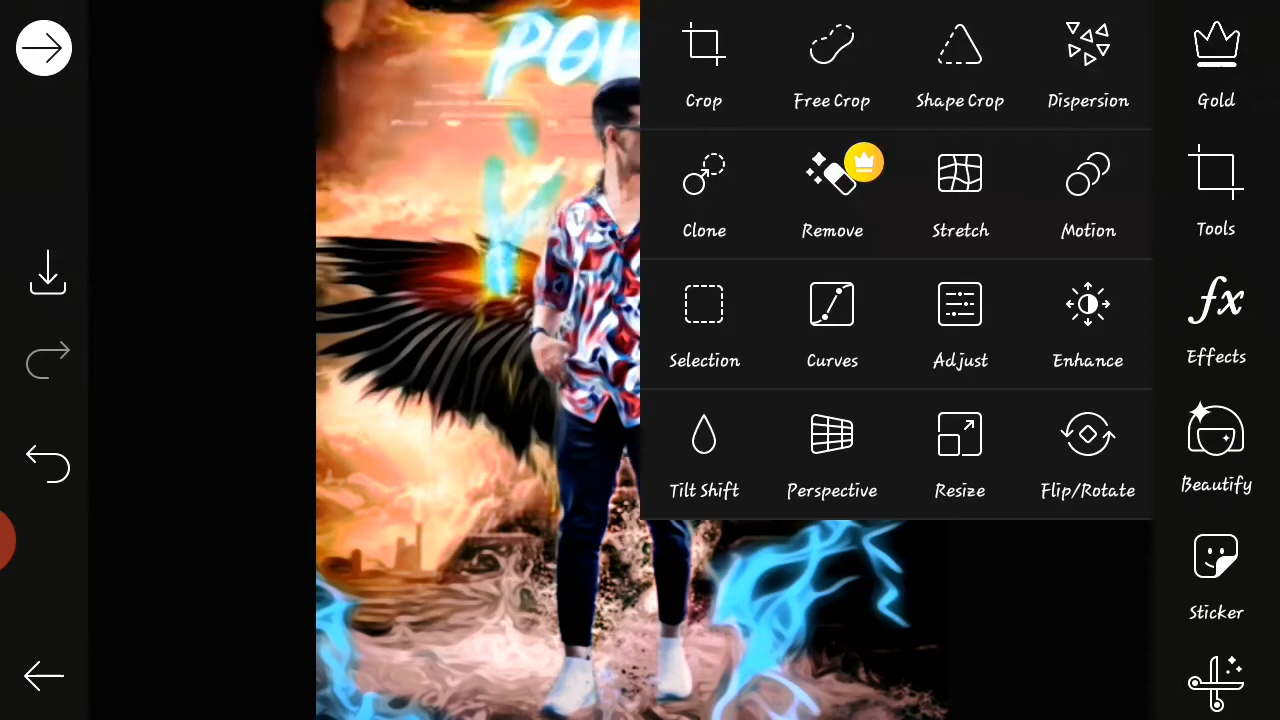 POW
Crop Free Crop Shape Crop Dispersion Gold
Clone Remove Stretch Motion Tools
Selection Curves Adjust Enhance Effects
Tilt Shift Perspective Resize Flip/Rotate Beautify
Sticker